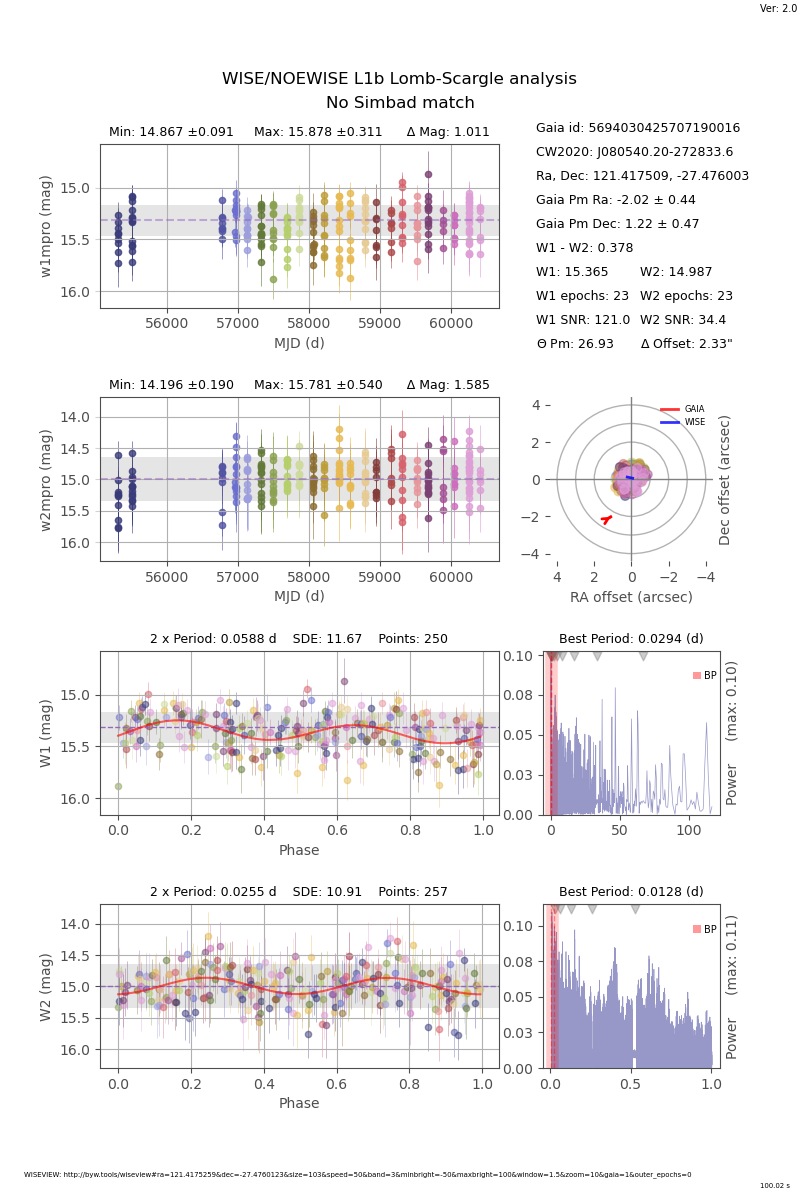 Ver: 2.0
WISE/NOEWISE L1b Lomb-Scargle analysis
No Simbad match
Min: 14.867 ±0.091 Max: 15.878 ±0.311 Δ Mag: 1.011
w1mpro (mag)
15.0
15.5
16.0
56000 57000 58000 59000 60000
MJD (d)
Gaia id: 5694030425707190016
CW2020: J080540.20-272833.6
Ra, Dec: 121.417509, -27.476003
Gaia Pm Ra: -2.02 ± 0.44
Gaia Pm Dec: 1.22 ± 0.47
W1 - W2: 0.378
W1: 15.365 W2: 14.987
W1 epochs: 23 W2 epochs: 23
W1 SNR: 121.0 W2 SNR: 34.4
Θ Pm: 26.93 Δ Offset: 2.33"
Min: 14.196 ±0.190 Max: 15.781 ±0.540 Δ Mag: 1.585
w2mpro (mag)
14.0
14.5
15.0
15.5
16.0
56000 57000 58000 59000 60000
MJD (d)
GAIA
WISE
4
2
0
−2
−4
4 2 0 −2 −4
RA offset (arcsec)
Dec offset (arcsec)
2 x Period: 0.0588 d SDE: 11.67 Points: 250
W1 (mag)
15.0
15.5
16.0
0.0 0.2 0.4 0.6 0.8 1.0
Phase
Best Period: 0.0294 (d)
BP
0.10
0.08
0.05
0.03
0.00
0 50 100
Power (max: 0.10)
2 x Period: 0.0255 d SDE: 10.91 Points: 257
W2 (mag)
14.0
14.5
15.0
15.5
16.0
0.0 0.2 0.4 0.6 0.8 1.0
Phase
Best Period: 0.0128 (d)
BP
0.10
0.08
0.05
0.03
0.00
0.0 0.5 1.0
Power (max: 0.11)
WISEVIEW: http://byw.tools/wiseview#ra=121.4175259&dec=-27.4760123&size=103&speed=50&band=3&minbright=-50&maxbright=100&window=1.5&zoom=10&gaia=1&outer_epochs=0
100.02 s